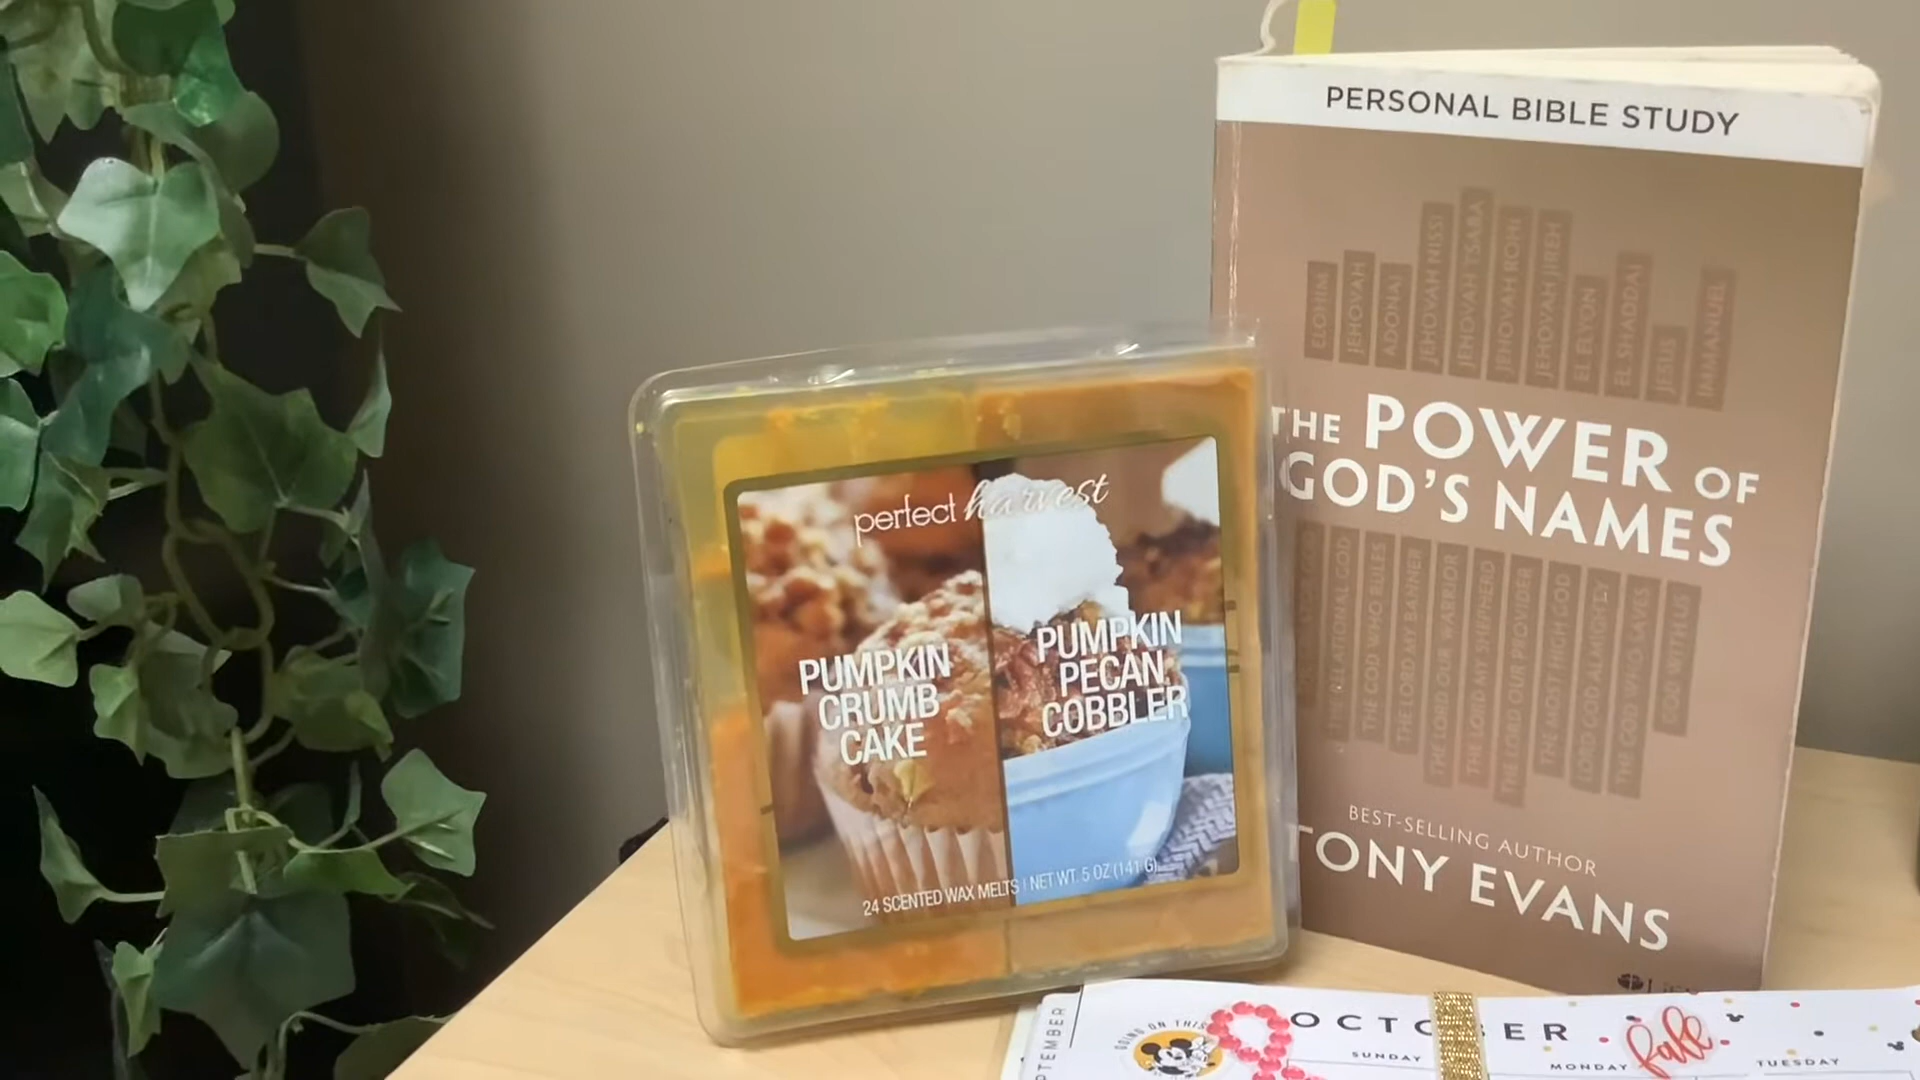 PERSONAL BIBLE STUDY
ELOHIM
JEHOVAH
ADONAI
JEHOVAH NISSI
JEHOVAH TSABA
JEHOVAH ROHI
JEHOVAH JIREH
EL ELYON
EL SHADDAI
JESUS
IMMANUEL
THE POWER OF
GOD'S NAMES
RELATIONAL GOD
THE GOD WHO RULES
THE LORD MY BANNER
THE LORD OUR WARRIOR
THE LORD MY SHEPHERD
THE LORD OUR PROVIDER
THE MOST HIGH GOD
LORD GOD ALMIGHTY
THE GOD WHO SAVES
GOD WITH US
BEST-SELLING AUTHOR
TONY EVANS
perfect harvest
PUMPKIN
CRUMB
CAKE
PUMPKIN
PECAN
COBBLER
24 SCENTED WAX MELTS | NET WT. 5 OZ (141 G)
PTEMBER
GOING ON THIS
OCTOBER
fall
SUNDAY
MONDAY
TUESDAY